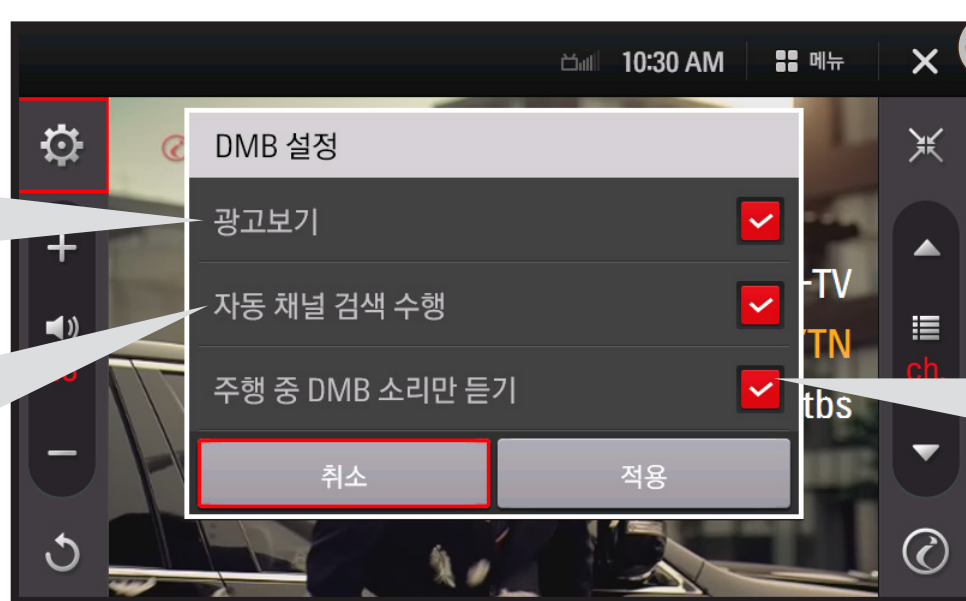 10:30 AM
메뉴
DMB 설정
광고보기
자동 채널 검색 수행
주행 중 DMB 소리만 듣기
취소
적용
-TV
TN
tbs
ch.